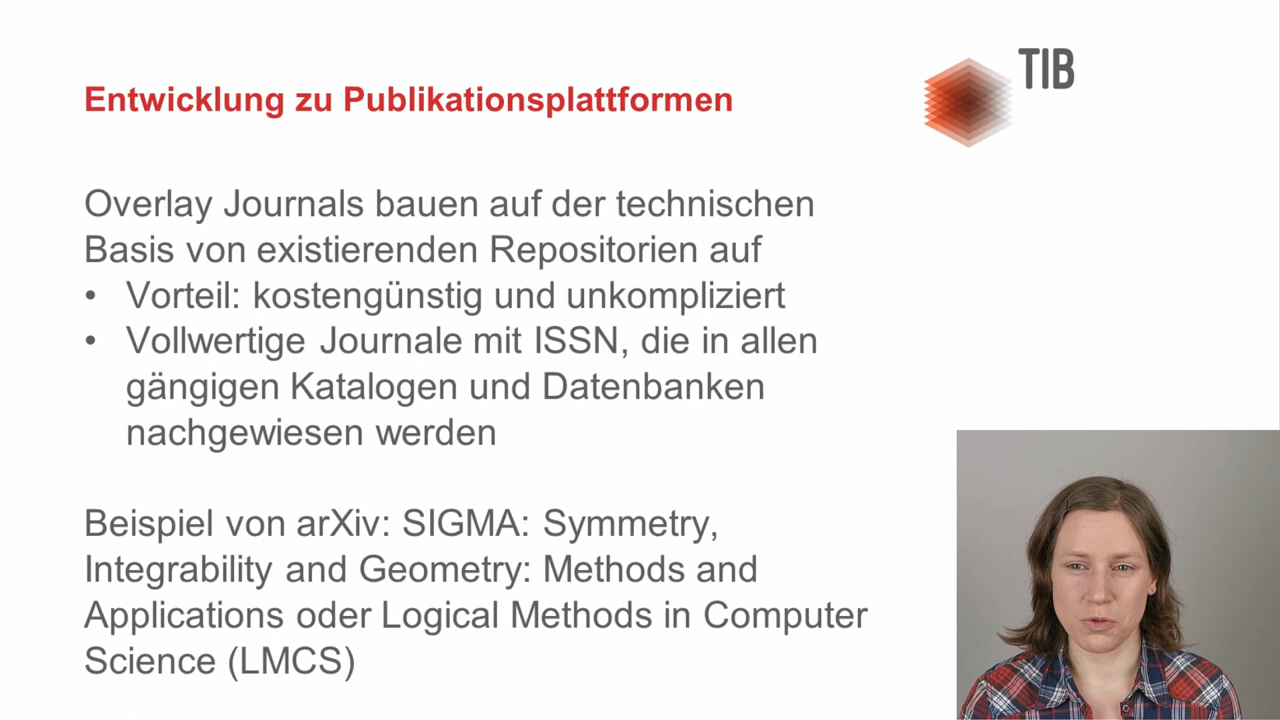 TIB
Entwicklung zu Publikationsplattformen
Overlay Journals bauen auf der technischen
Basis von existierenden Repositorien auf
• Vorteil: kostengünstig und unkompliziert
• Vollwertige Journale mit ISSN, die in allen
gängigen Katalogen und Datenbanken
nachgewiesen werden
Beispiel von arXiv: SIGMA: Symmetry,
Integrability and Geometry: Methods and
Applications oder Logical Methods in Computer
Science (LMCS)